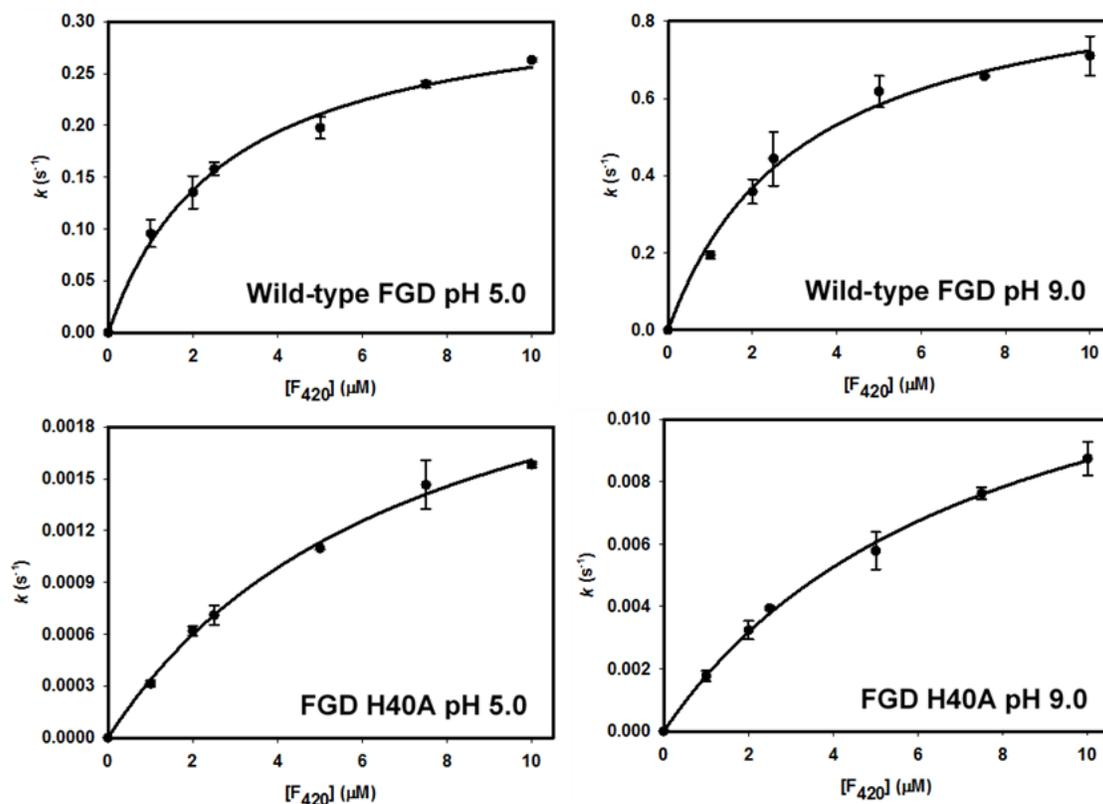 0.30
0.25
0.20
0.15
0.10
0.05
0.00
k (s⁻¹)
Wild-type FGD pH 5.0
0 2 4 6 8 10
[F₄₂₀] (μM)
0.8
0.6
0.4
0.2
0.0
k (s⁻¹)
Wild-type FGD pH 9.0
0 2 4 6 8 10
[F₄₂₀] (μM)
0.0018
0.0015
0.0012
0.0009
0.0006
0.0003
0.0000
k (s⁻¹)
FGD H40A pH 5.0
0 2 4 6 8 10
[F₄₂₀] (μM)
0.010
0.008
0.006
0.004
0.002
0.000
k (s⁻¹)
FGD H40A pH 9.0
0 2 4 6 8 10
[F₄₂₀] (μM)